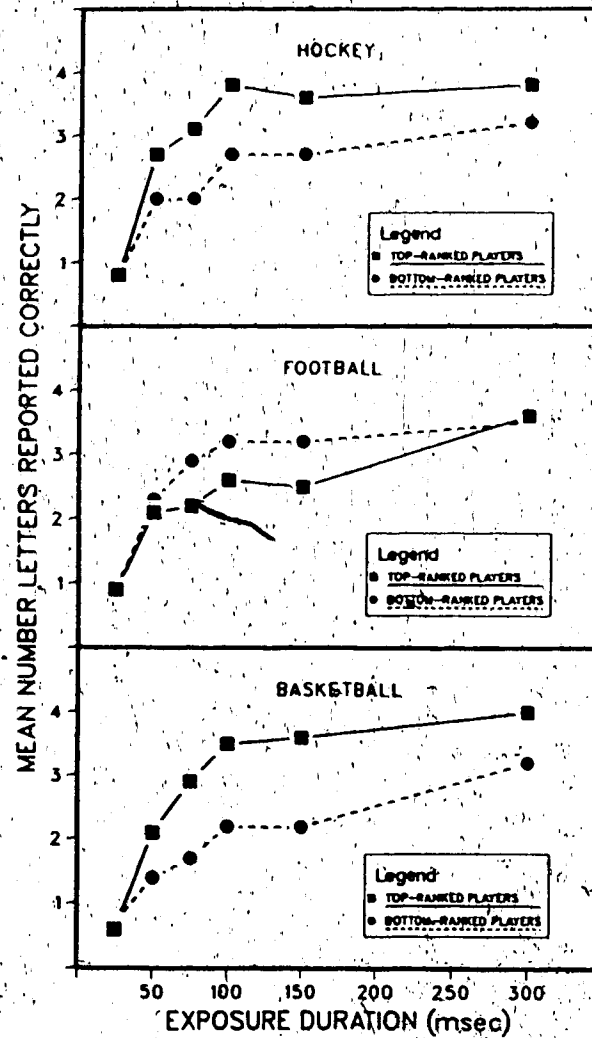 MEAN NUMBER LETTERS REPORTED CORRECTLY
HOCKEY
4
3
2
1
Legend
TOP-RANKED PLAYERS
BOTTOM-RANKED PLAYERS
FOOTBALL
4
3
2
1
Legend
TOP-RANKED PLAYERS
BOTTOM-RANKED PLAYERS
BASKETBALL
4
3
2
1
Legend
TOP-RANKED PLAYERS
BOTTOM-RANKED PLAYERS
50 100 150 200 250 300
EXPOSURE DURATION (msec)